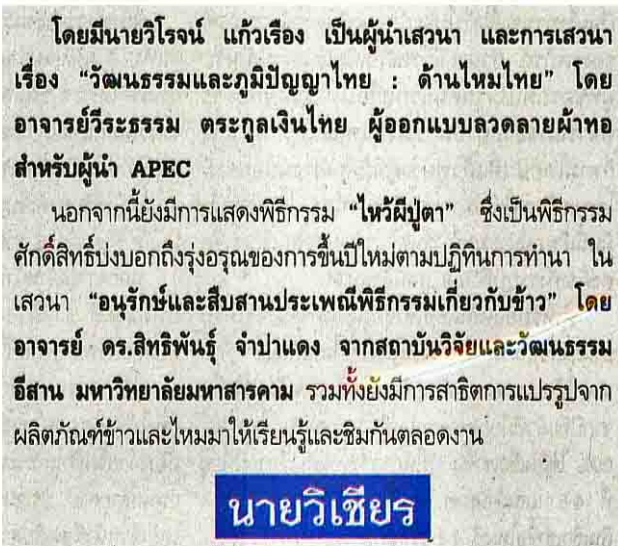 โดยมีนายวิโรจน์ แก้วเรือง เป็นผู้นำเสวนา และการเสวนา
เรื่อง “วัฒนธรรมและภูมิปัญญาไทย : ด้านไหมไทย” โดย
อาจารย์วีระธรรม ตระกูลเงินไทย ผู้ออกแบบลวดลายผ้าทอ
สำหรับผู้นำ APEC
นอกจากนี้ยังมีการแสดงพิธีกรรม “ไหว้ผีปู่ตา” ซึ่งเป็นพิธีกรรม
ศักดิ์สิทธิ์บ่งบอกถึงรุ่งอรุณของการขึ้นปีใหม่ตามปฏิทินการทำนา ใน
เสวนา “อนุรักษ์และสืบสานประเพณีพิธีกรรมเกี่ยวกับข้าว” โดย
อาจารย์ ดร.สิทธิพันธุ์ จำปาแดง จากสถาบันวิจัยและวัฒนธรรม
อีสาน มหาวิทยาลัยมหาสารคาม รวมทั้งยังมีการสาธิตการแปรรูปจาก
ผลิตภัณฑ์ข้าวและไหมมาให้เรียนรู้และชิมกันตลอดงาน
นายวิเชียร